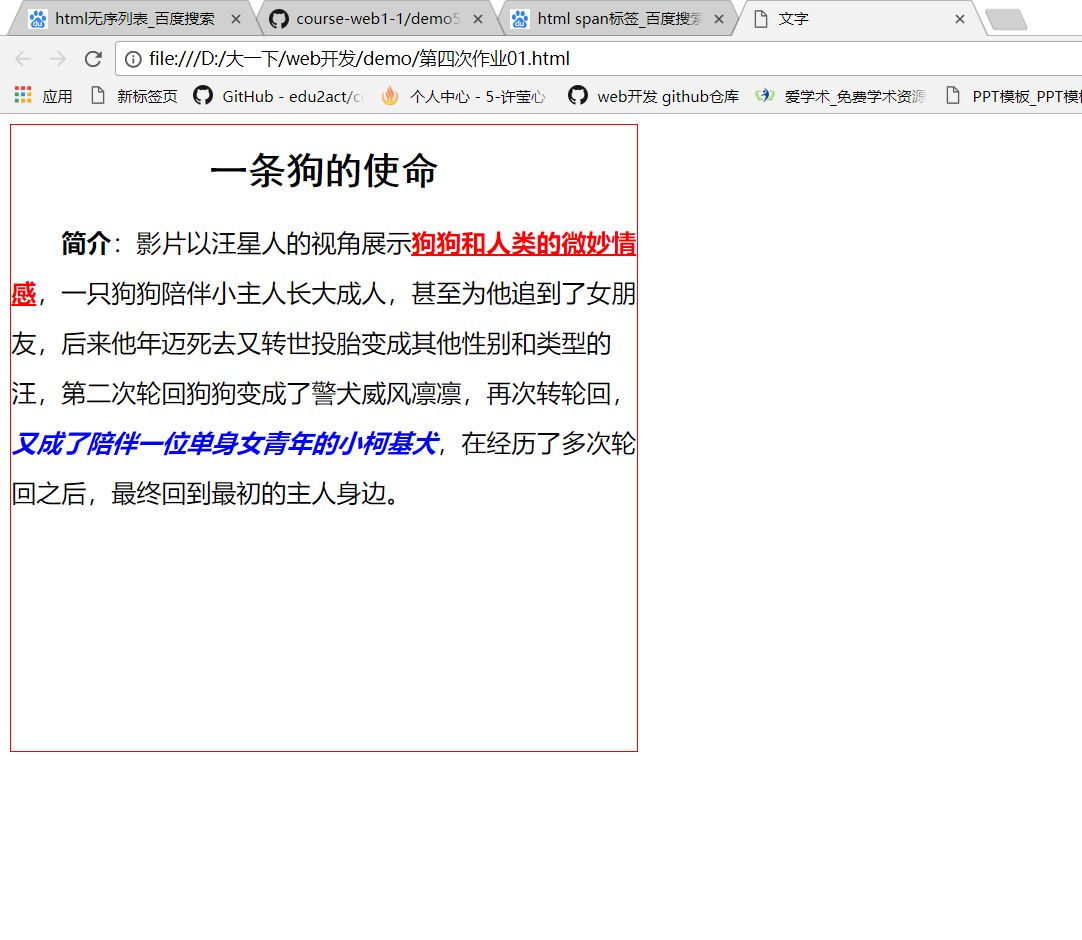 html无序列表_百度搜索
course-web1-1/demo5
html span标签_百度搜索
文字
file:///D:/大一下/web开发/demo/第四次作业01.html
应用
新标签页
GitHub - edu2act/c
个人中心 - 5-许莹心
web开发 github仓库
爱学术_免费学术资源
PPT模板_PPT模
一条狗的使命
简介：影片以汪星人的视角展示狗狗和人类的微妙情
感，一只狗狗陪伴小主人长大成人，甚至为他追到了女朋
友，后来他年迈死去又转世投胎变成其他性别和类型的
汪，第二次轮回狗狗变成了警犬威风凛凛，再次转轮回，
又成了陪伴一位单身女青年的小柯基犬，在经历了多次轮
回之后，最终回到最初的主人身边。